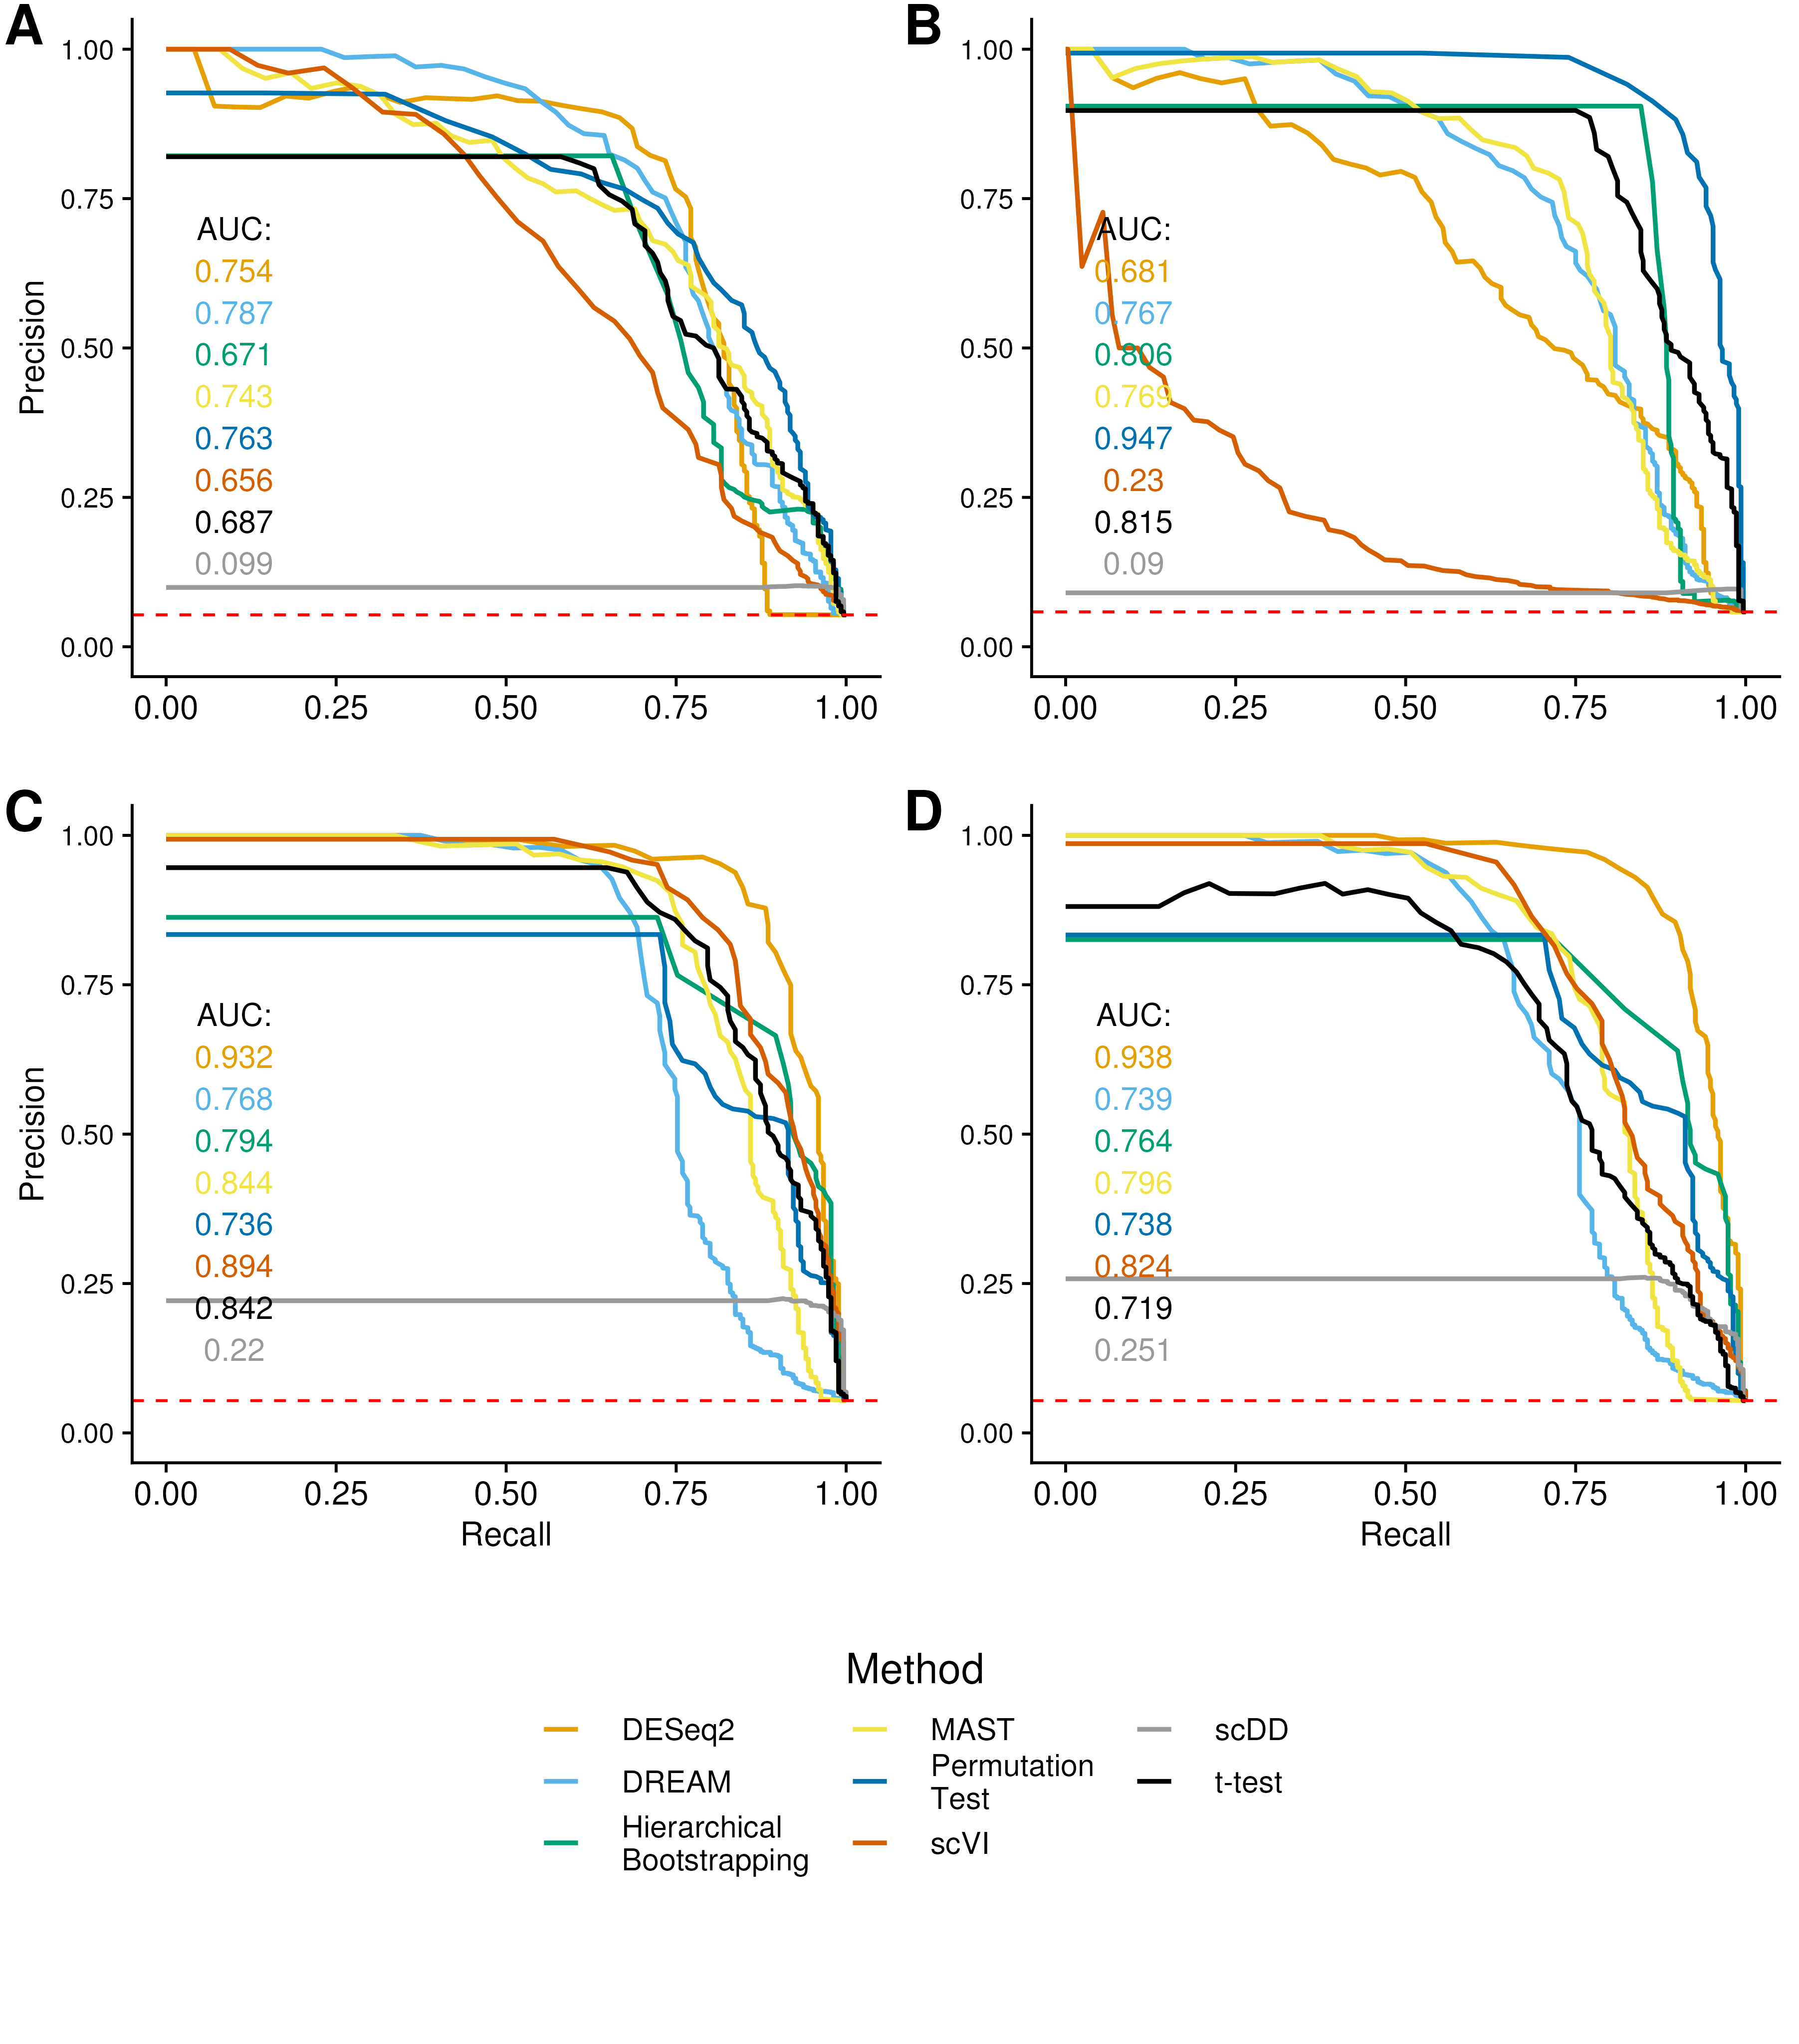 A
1.00
0.75
0.50
0.25
0.00
Precision
AUC:
0.754
0.787
0.671
0.743
0.763
0.656
0.687
0.099
0.00 0.25 0.50 0.75 1.00
B
1.00
0.75
0.50
0.25
0.00
AUC:
0.681
0.767
0.806
0.769
0.947
0.23
0.815
0.09
0.00 0.25 0.50 0.75 1.00
C
1.00
0.75
0.50
0.25
0.00
Precision
AUC:
0.932
0.768
0.794
0.844
0.736
0.894
0.842
0.22
0.00 0.25 0.50 0.75 1.00
Recall
D
1.00
0.75
0.50
0.25
0.00
AUC:
0.938
0.739
0.764
0.796
0.738
0.824
0.719
0.251
0.00 0.25 0.50 0.75 1.00
Recall
Method
DESeq2
DREAM
Hierarchical
Bootstrapping
MAST
Permutation
Test
scVI
scDD
t-test